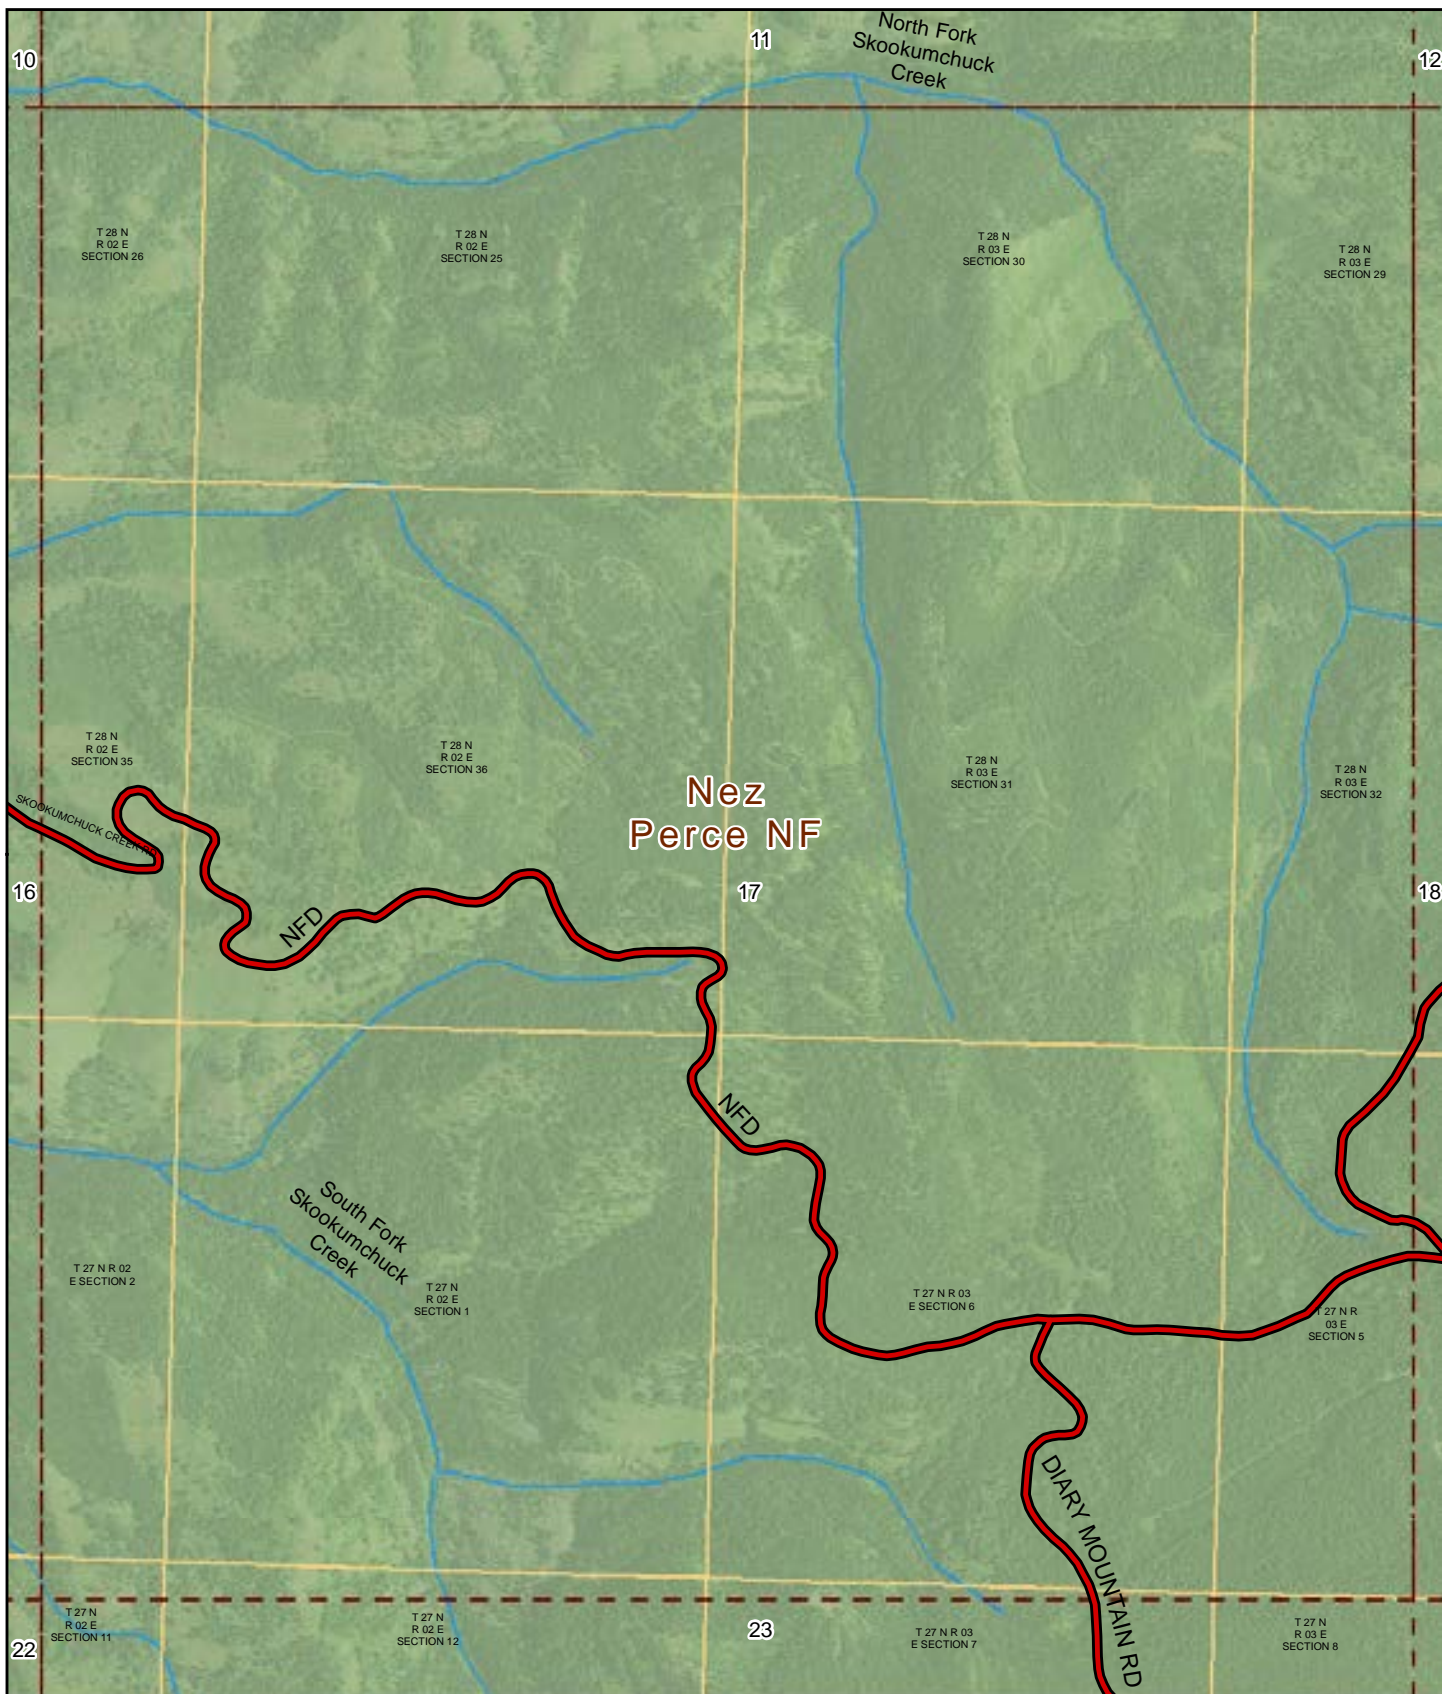 North Fork
Skookumchuck
Creek
10
11
12
T 28 N
R 02 E
SECTION 26
T 28 N
R 02 E
SECTION 25
T 28 N
R 03 E
SECTION 30
T 28 N
R 03 E
SECTION 29
T 28 N
R 02 E
SECTION 35
T 28 N
R 02 E
SECTION 36
T 28 N
R 03 E
SECTION 31
T 28 N
R 03 E
SECTION 32
Nez
Perce NF
SKOOKUMCHUCK CREEK RD
16
17
18
NFD
NFD
South Fork
Skookumchuck
Creek
T 27 N R 02
E SECTION 2
T 27 N
R 02 E
SECTION 1
T 27 N R 03
E SECTION 6
T 27 N R
03 E
SECTION 5
DIARY MOUNTAIN RD
T 27 N
R 02 E
SECTION 11
T 27 N
R 02 E
SECTION 12
T 27 N R 03
E SECTION 7
T 27 N
R 03 E
SECTION 8
22
23